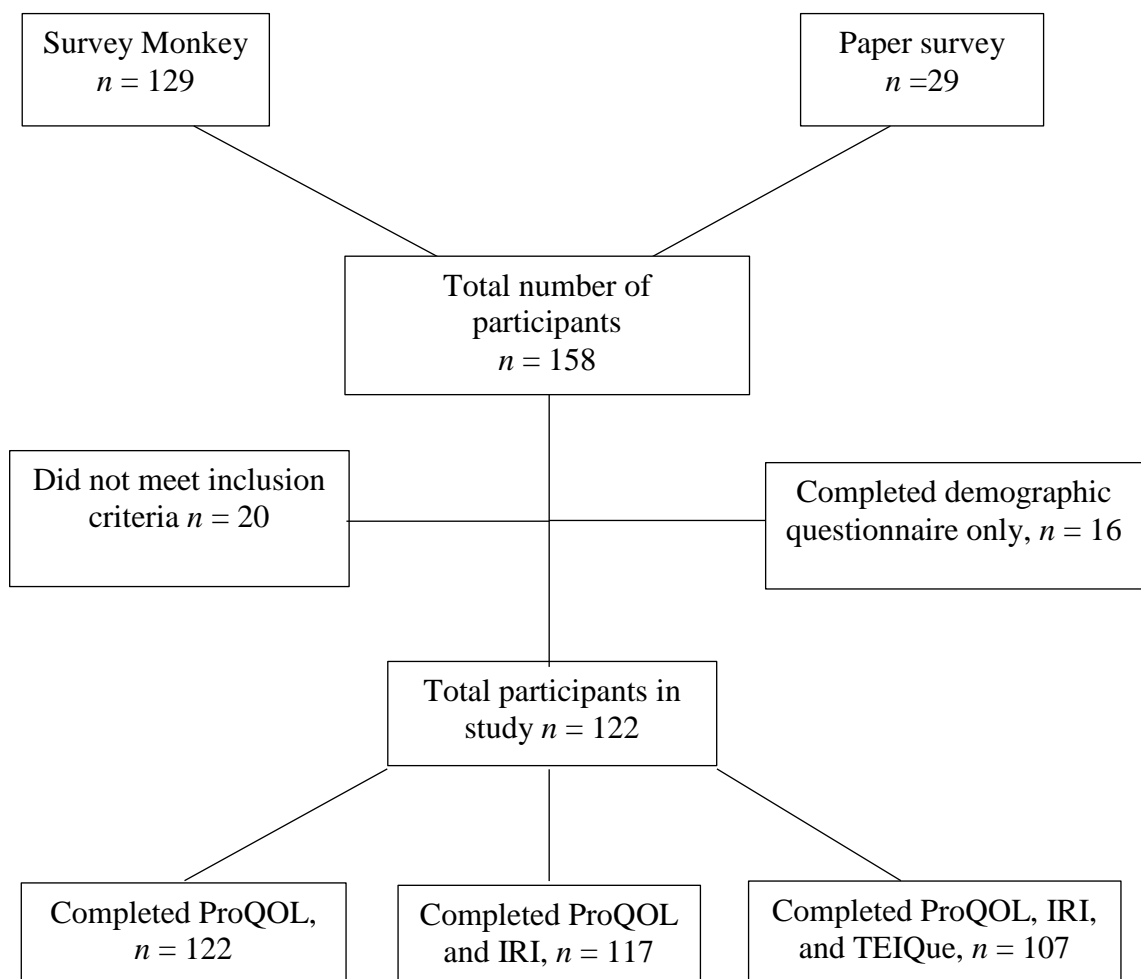 Survey Monkey
n = 129
Paper survey
n =29
Total number of
participants
n = 158
Did not meet inclusion
criteria n = 20
Completed demographic
questionnaire only, n = 16
Total participants in
study n = 122
Completed ProQOL,
n = 122
Completed ProQOL
and IRI, n = 117
Completed ProQOL, IRI,
and TEIQue, n = 107